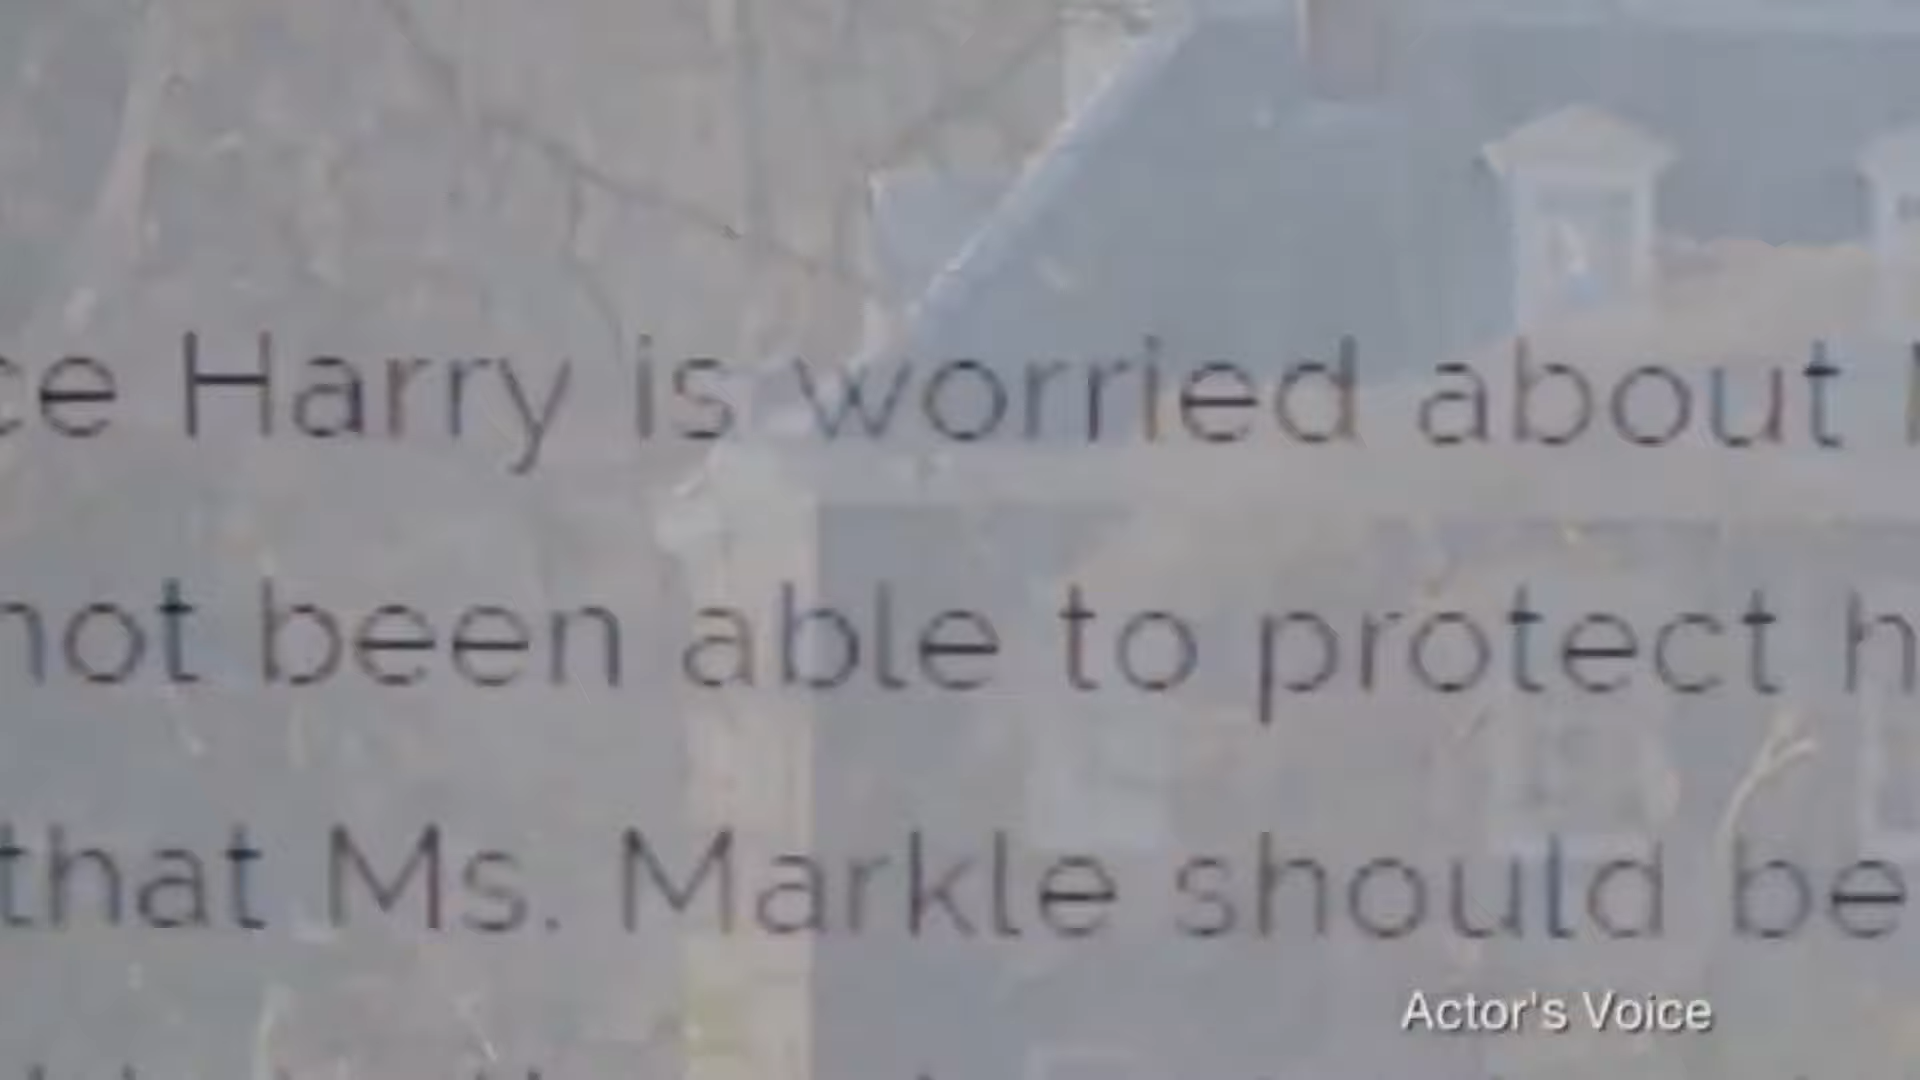 ce Harry is worried about
not been able to protect h
that Ms. Markle should be
Actor's Voice